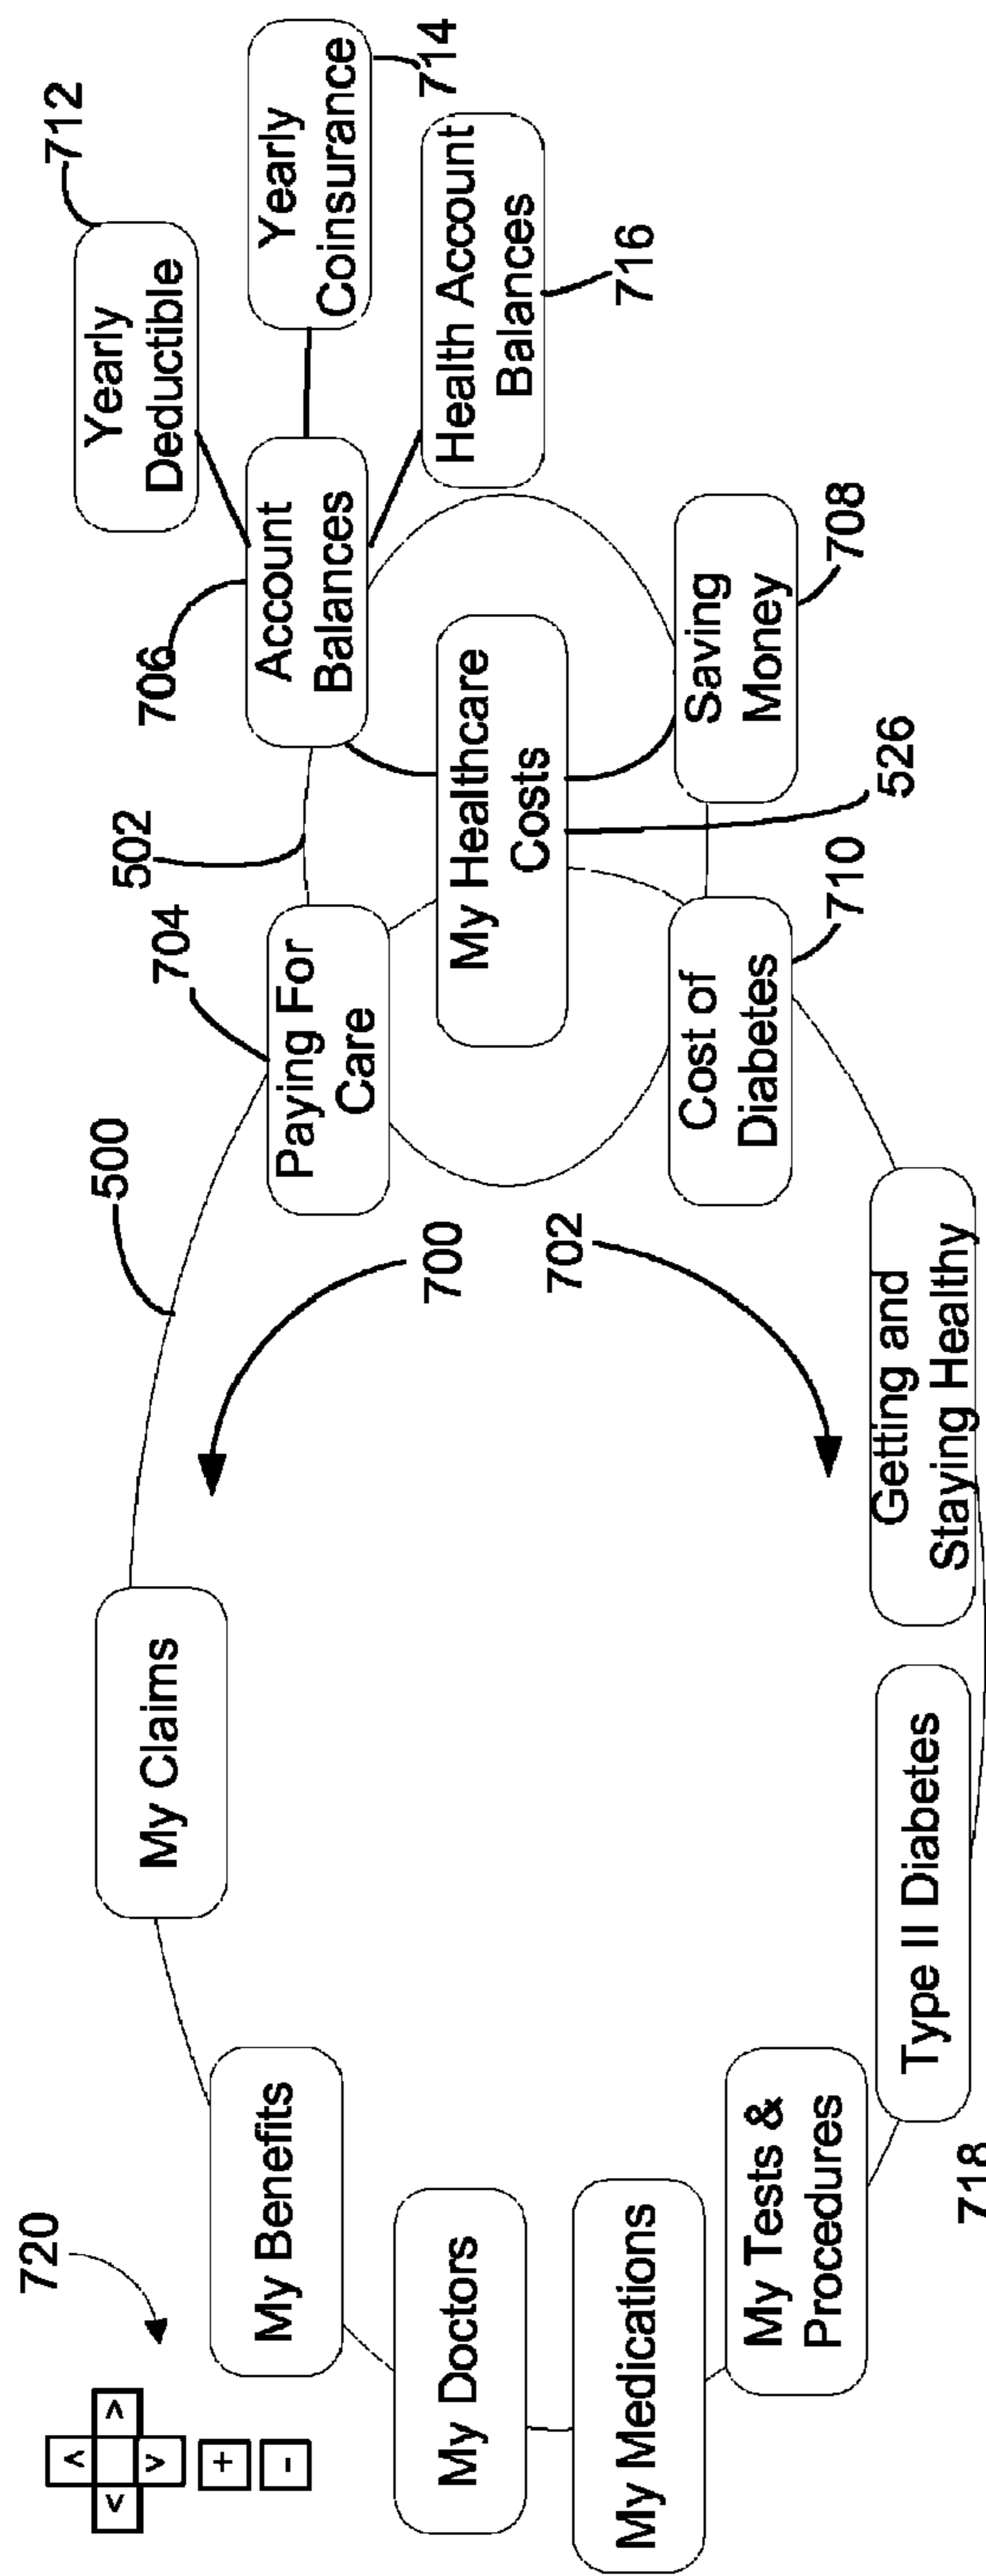 720
<
^
>
v
+
-
My Benefits
My Claims
500
704
Paying For
Care
502
706
Account
Balances
Yearly
Deductible
712
Yearly
Coinsurance
714
Health Account
Balances
716
My Healthcare
Costs
526
Saving
Money
708
Cost of
Diabetes
710
700
702
My Doctors
My Medications
My Tests &
Procedures
718
Type II Diabetes
Getting and
Staying Healthy